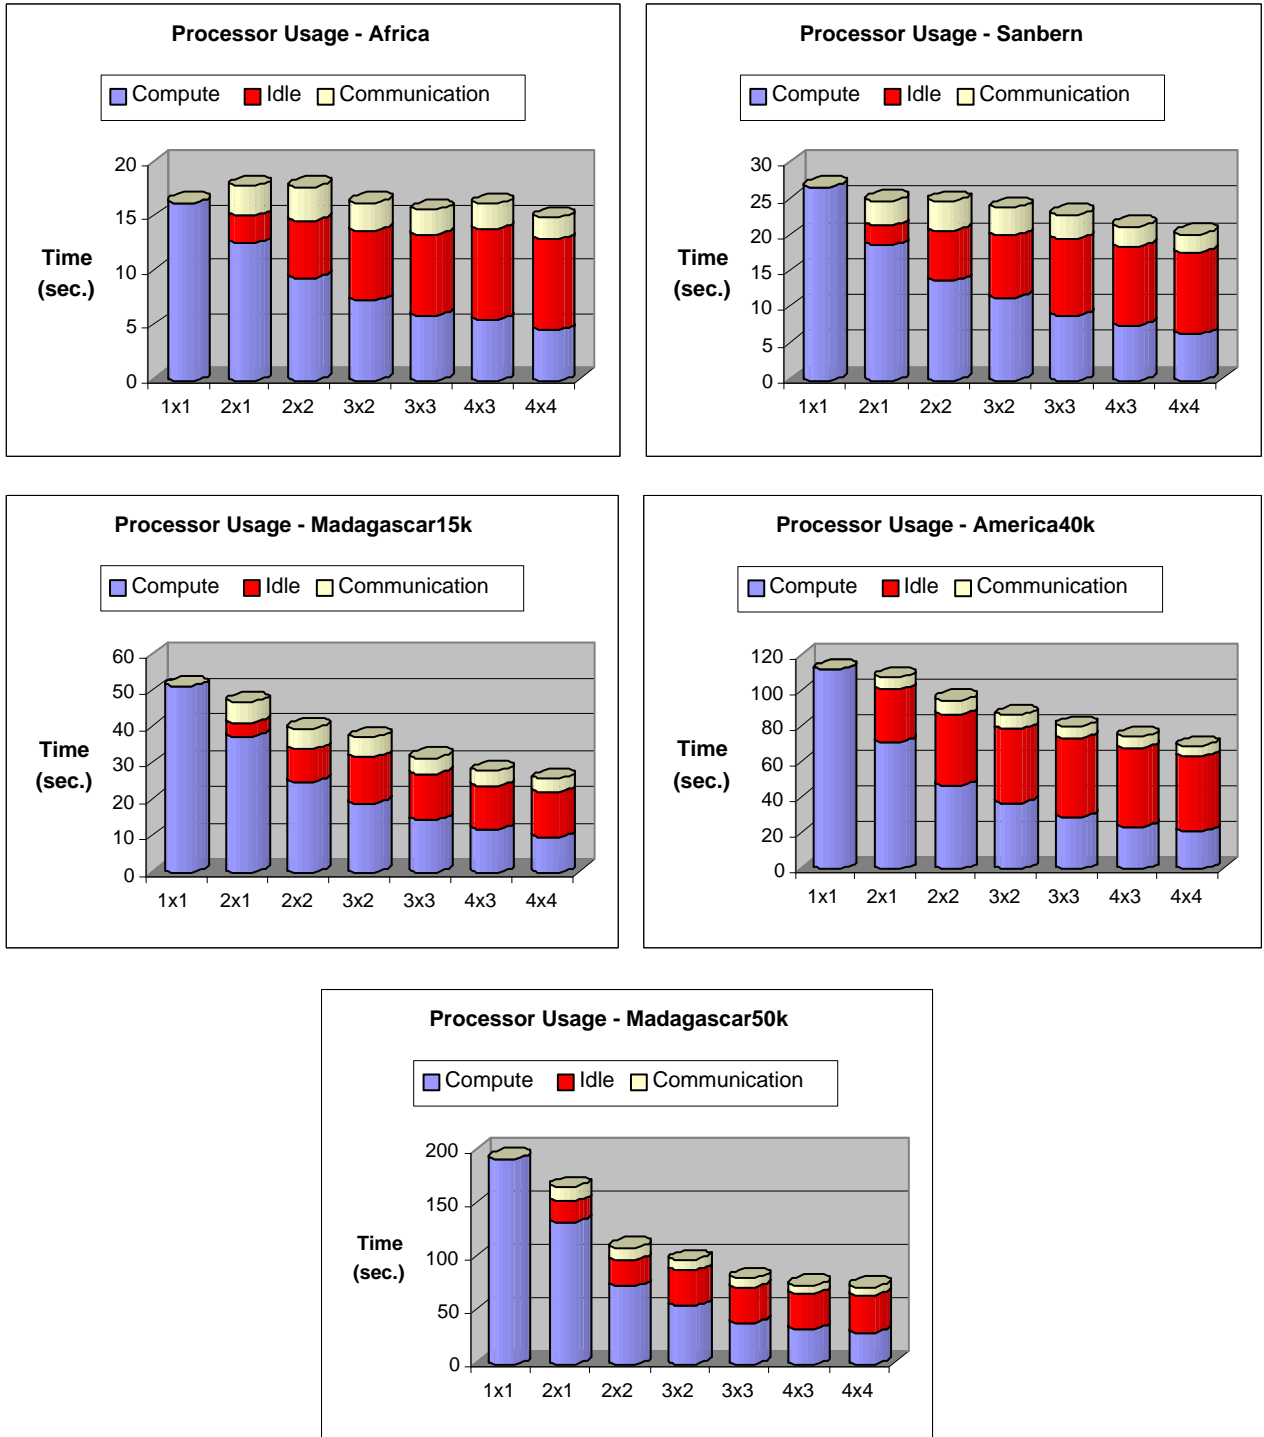 Processor Usage - Africa
Compute Idle Communication
20
15
10
5
0
Time
(sec.)
1x1 2x1 2x2 3x2 3x3 4x3 4x4
Processor Usage - Sanbern
Compute Idle Communication
30
25
20
15
10
5
0
Time
(sec.)
1x1 2x1 2x2 3x2 3x3 4x3 4x4
Processor Usage - Madagascar15k
Compute Idle Communication
60
50
40
30
20
10
0
Time
(sec.)
1x1 2x1 2x2 3x2 3x3 4x3 4x4
Processor Usage - America40k
Compute Idle Communication
120
100
80
60
40
20
0
Time
(sec.)
1x1 2x1 2x2 3x2 3x3 4x3 4x4
Processor Usage - Madagascar50k
Compute Idle Communication
200
150
100
50
0
Time
(sec.)
1x1 2x1 2x2 3x2 3x3 4x3 4x4